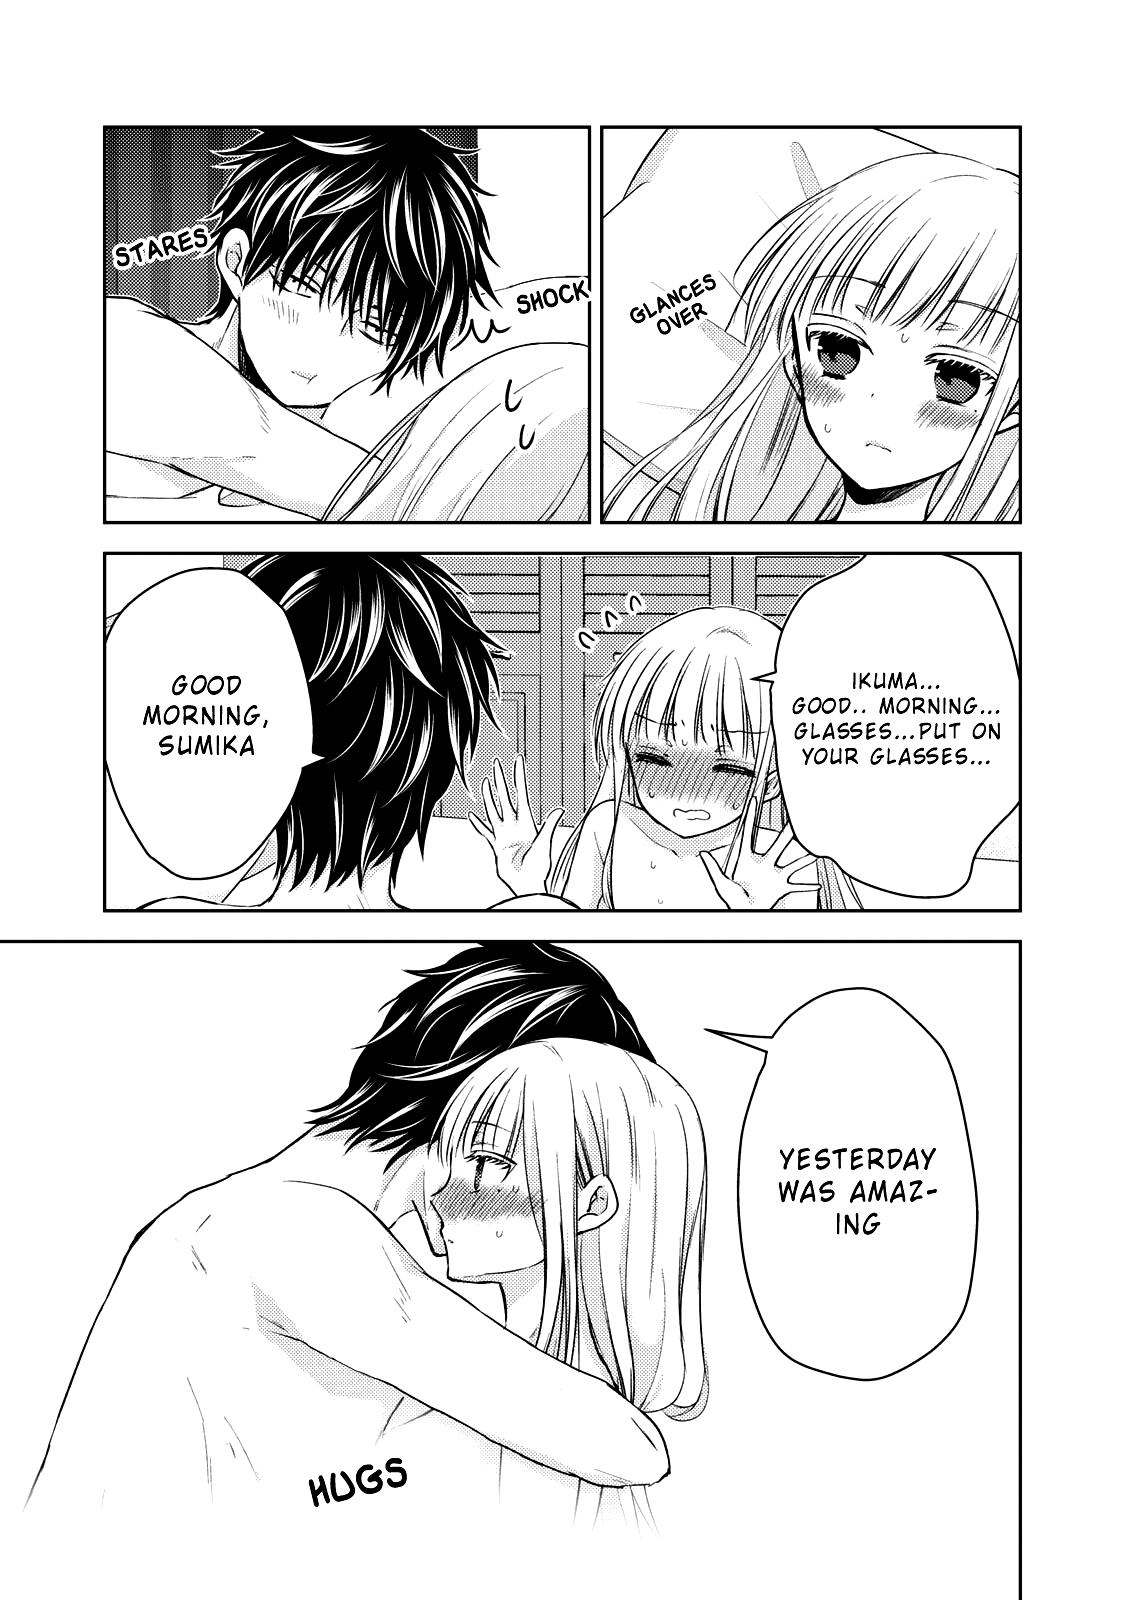 GLANCES
OVER
STARES
SHOCK
IKUMA...
GOOD.. MORNING...
GLASSES...PUT ON
YOUR GLASSES...
GOOD
MORNING,
SUMIKA
YESTERDAY
WAS AMAZ-
ING
HUGS